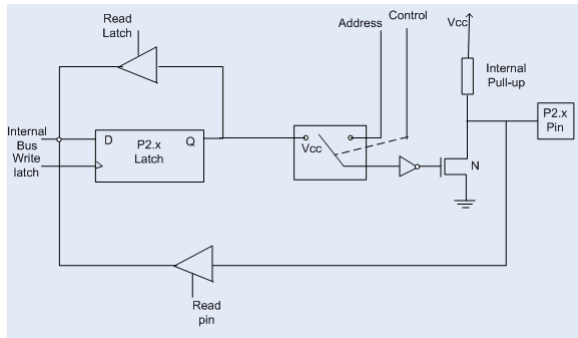 Read
Latch
Address
Control
Vcc
Internal
Pull-up
P2.x
Pin
Internal
Bus
Write
latch
D
Q
P2.x
Latch
Vcc
N
Read
pin